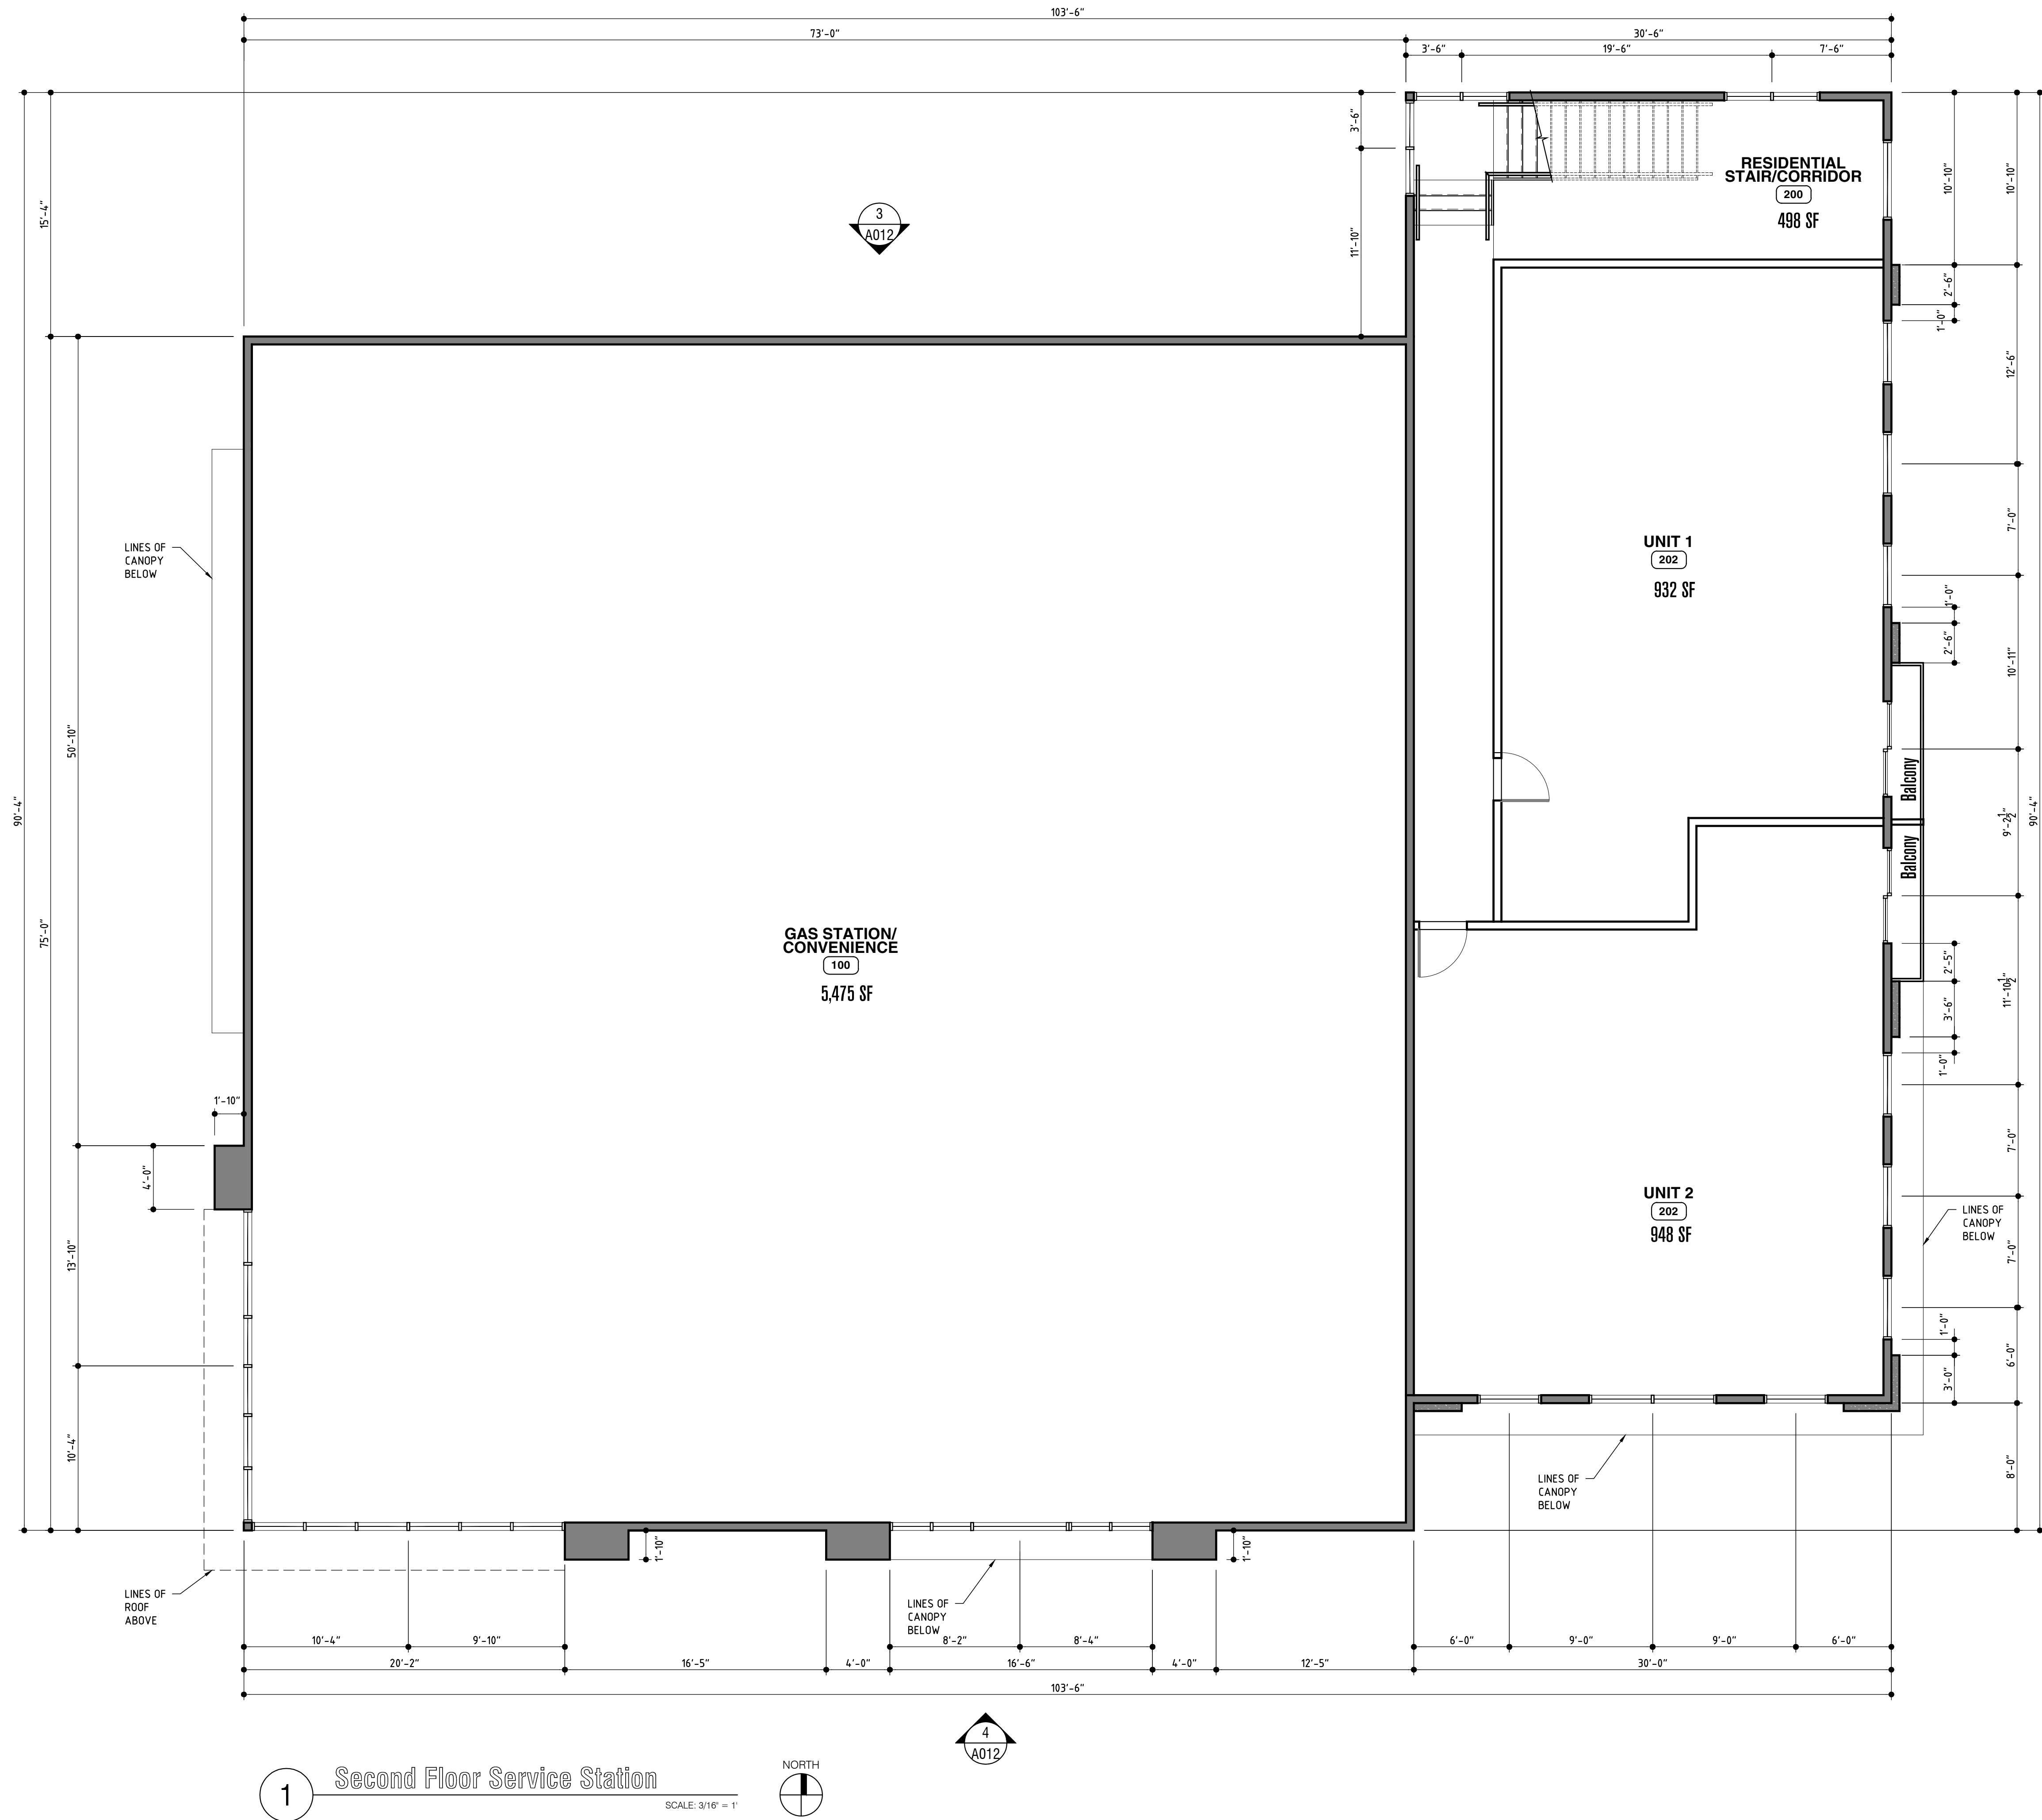 103'-6"
73'-0"
30'-6"
3'-6"
19'-6"
7'-6"
3'-6"
15'-4"
11'-10"
3
A012
RESIDENTIAL
STAIR/CORRIDOR
200
498 SF
10'-10"
10'-10"
2'-6"
1'-0"
12'-6"
LINES OF
CANOPY
BELOW
UNIT 1
202
932 SF
7'-0"
1'-0"
2'-6"
10'-11"
50'-10"
90'-4"
75'-0"
Balcony
Balcony
9'-2½"
90'-4"
GAS STATION/
CONVENIENCE
100
5,475 SF
2'-5"
3'-6"
11'-10½"
1'-0"
1'-10"
4'-0"
7'-0"
UNIT 2
202
948 SF
LINES OF
CANOPY
BELOW
13'-10"
7'-0"
1'-0"
6'-0"
3'-0"
10'-4"
8'-0"
LINES OF
CANOPY
BELOW
1'-10"
1'-10"
LINES OF
ROOF
ABOVE
LINES OF
CANOPY
BELOW
10'-4"
9'-10"
8'-2"
8'-4"
6'-0"
9'-0"
9'-0"
6'-0"
20'-2"
16'-5"
4'-0"
16'-6"
4'-0"
12'-5"
30'-0"
103'-6"
4
A012
1
Second Floor Service Station
SCALE: 3/16" = 1'
NORTH